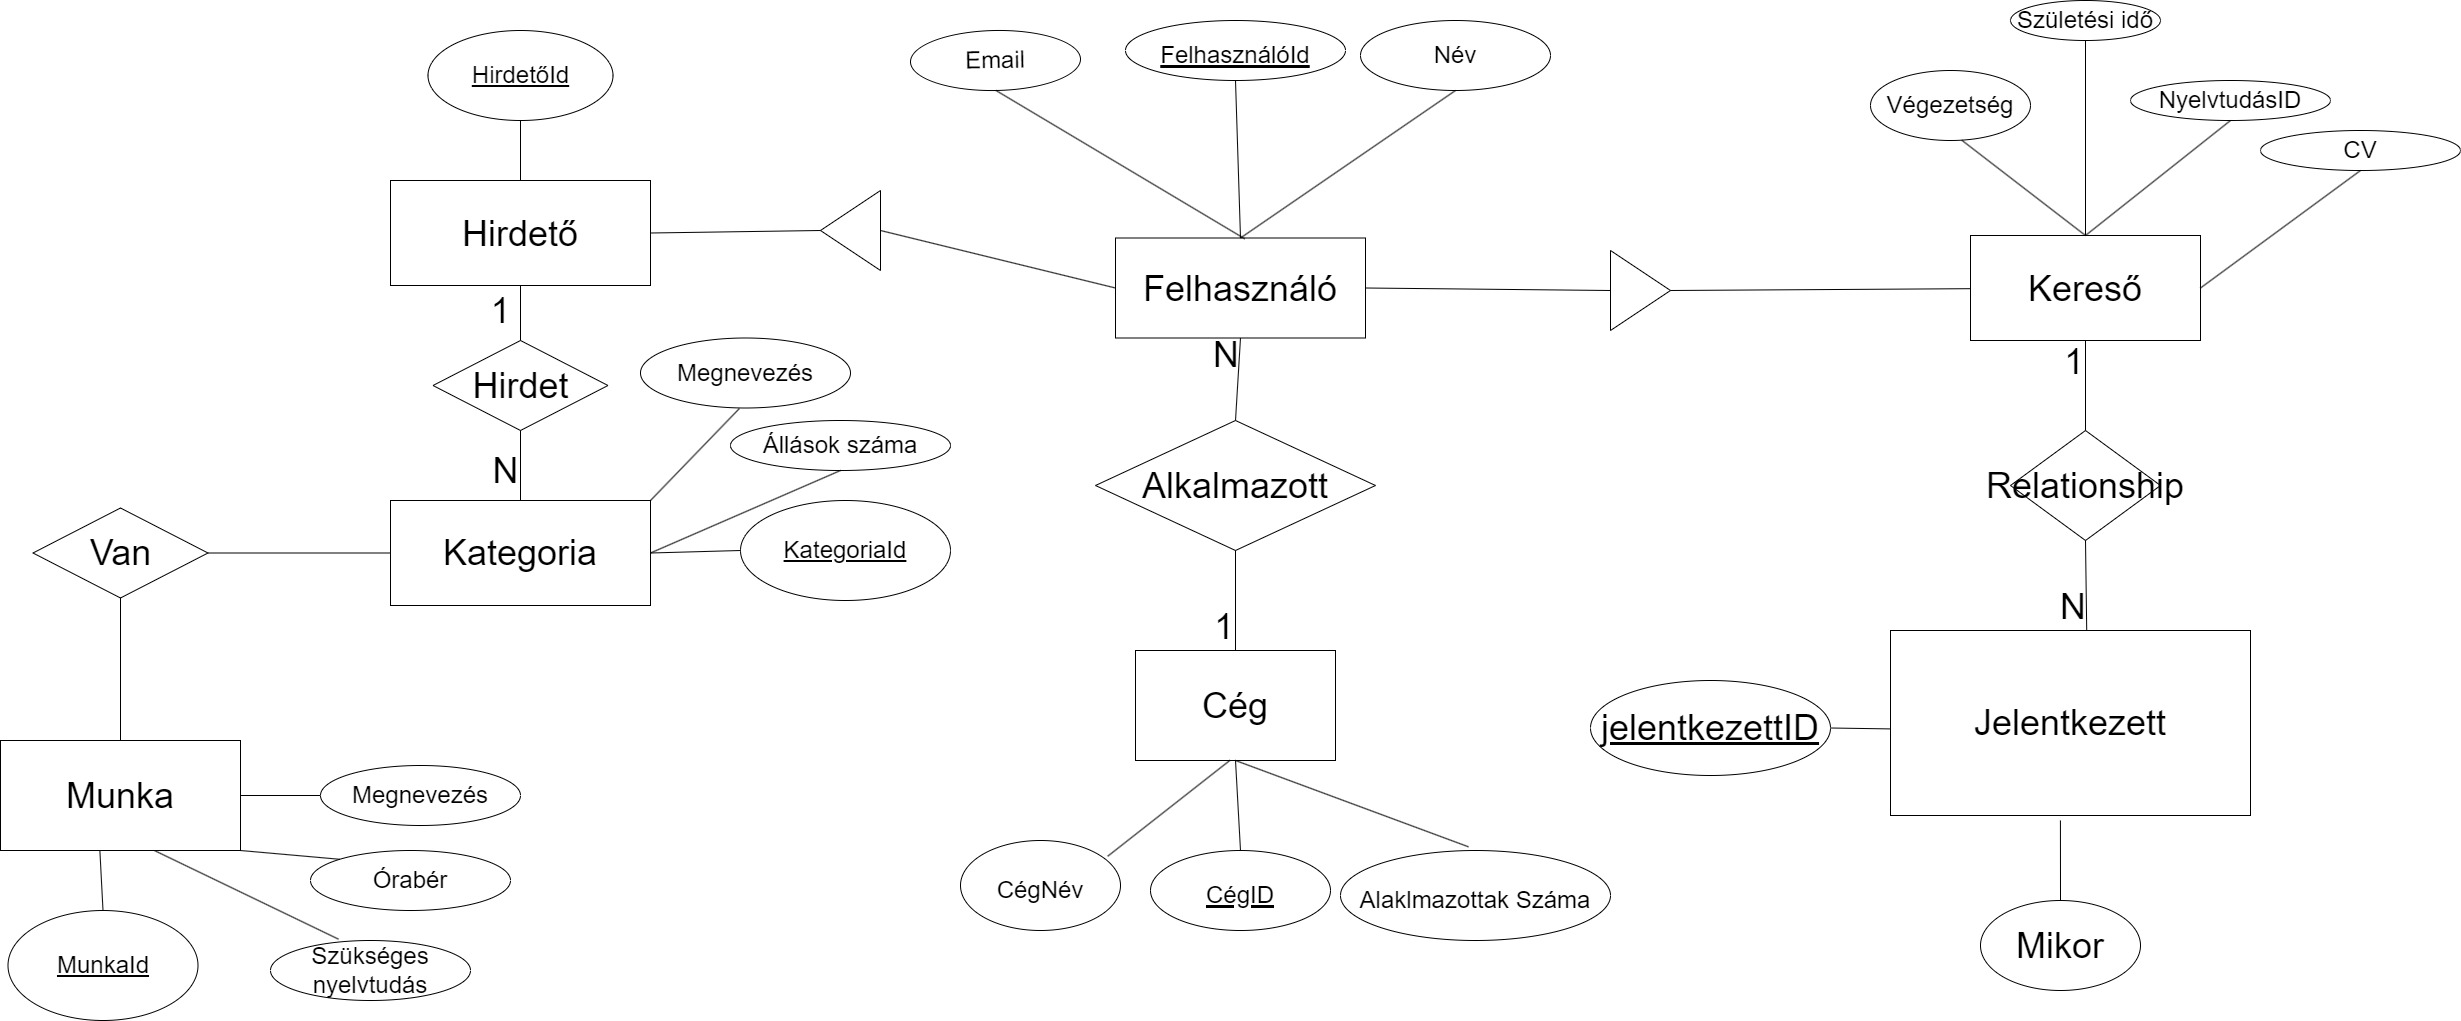 Születési idő
HirdetőId
Email
FelhasználóId
Név
Végezetség
NyelvtudásID
CV
Hirdető
Felhasználó
Kereső
1
N
1
Hirdet
Megnevezés
Állások száma
N
Alkalmazott
Relationship
Van
Kategoria
KategoriaId
1
N
Cég
jelentkezettID
Jelentkezett
Munka
Megnevezés
Órabér
CégNév
CégID
Alaklmazottak Száma
Mikor
MunkaId
Szükséges
nyelvtudás